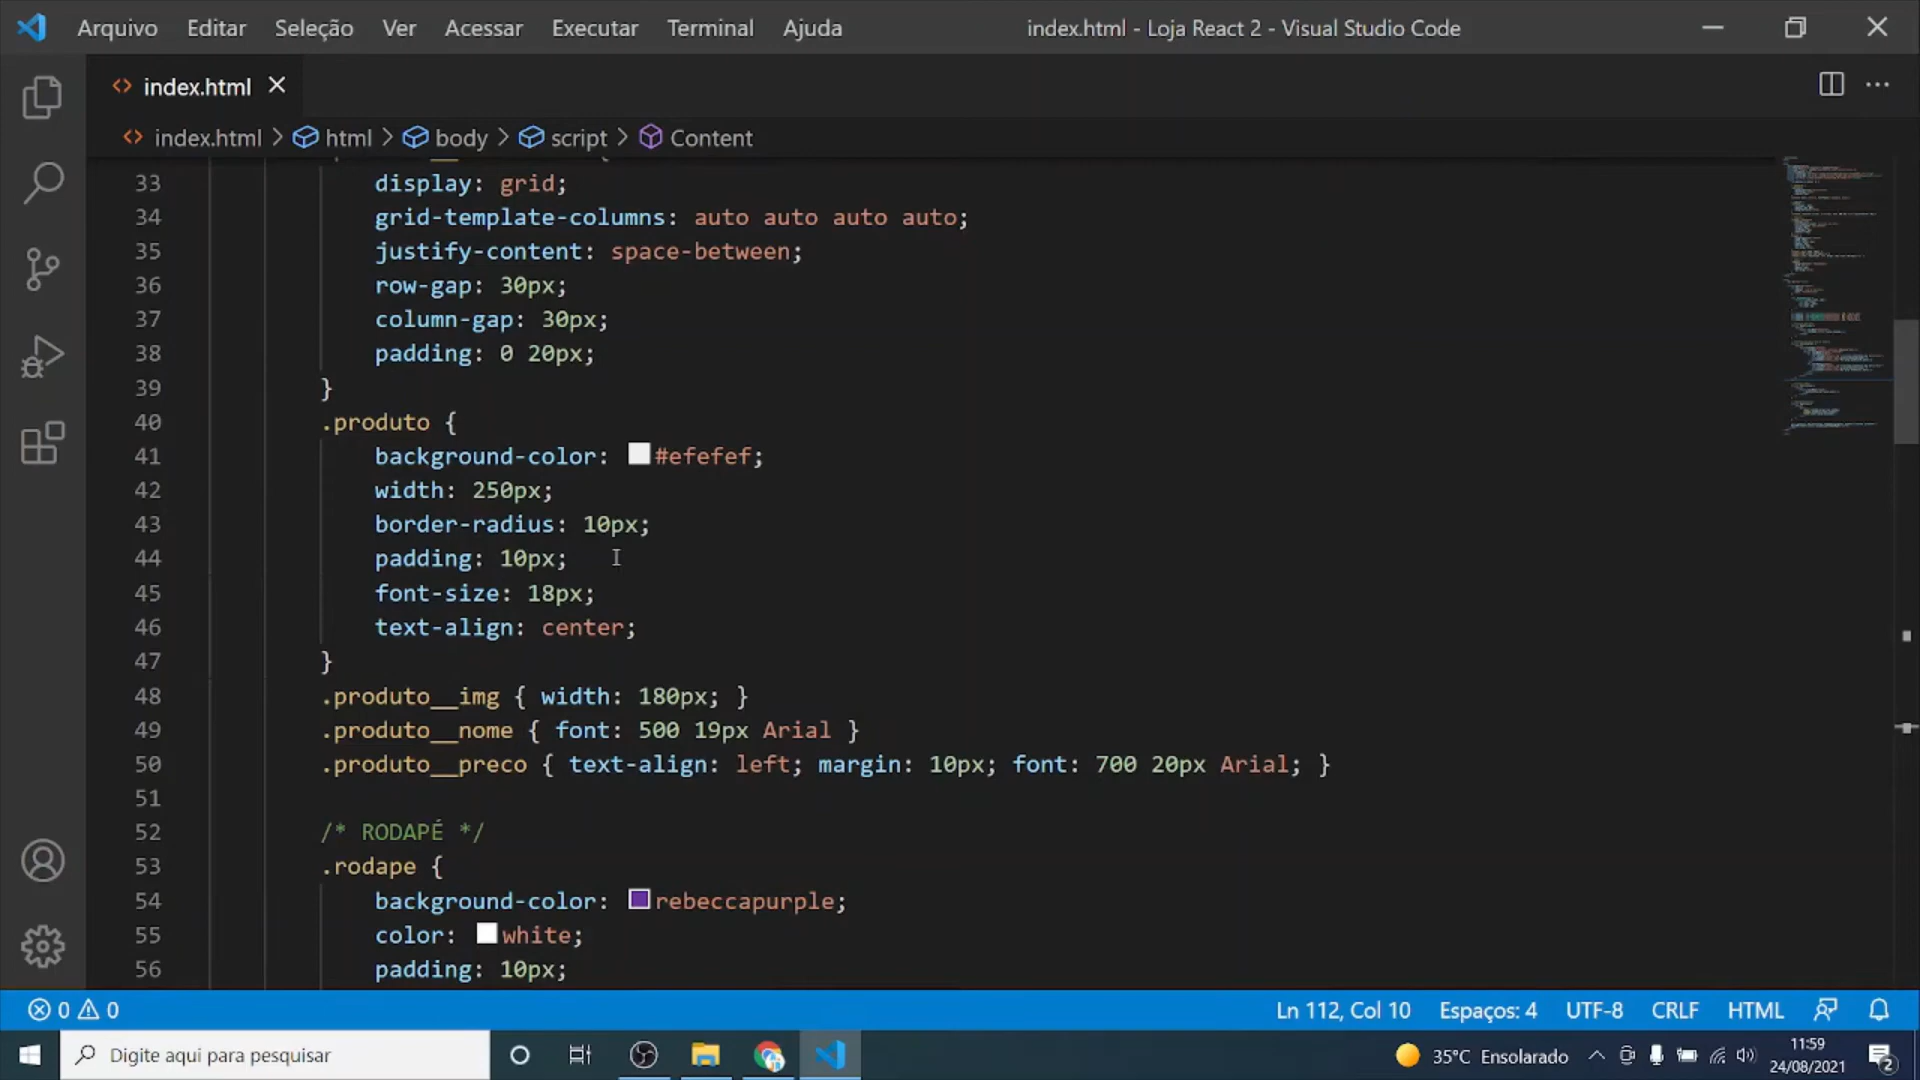 Arquivo Editar Seleção Ver Acessar Executar Terminal Ajuda index.html - Loja React 2 - Visual Studio Code
index.html
index.html > html > body > script > Content
33 display: grid;
34 grid-template-columns: auto auto auto auto;
35 justify-content: space-between;
36 row-gap: 30px;
37 column-gap: 30px;
38 padding: 0 20px;
39 }
40 .produto {
41 background-color: #efefef;
42 width: 250px;
43 border-radius: 10px;
44 padding: 10px;
45 font-size: 18px;
46 text-align: center;
47 }
48 .produto__img { width: 180px; }
49 .produto__nome { font: 500 19px Arial }
50 .produto__preco { text-align: left; margin: 10px; font: 700 20px Arial; }
51
52 /* RODAPÉ */
53 .rodape {
54 background-color: rebeccapurple;
55 color: white;
56 padding: 10px;
0 0 Ln 112, Col 10 Espaços: 4 UTF-8 CRLF HTML
Digite aqui para pesquisar 35°C Ensolarado 11:59
24/08/2021 2